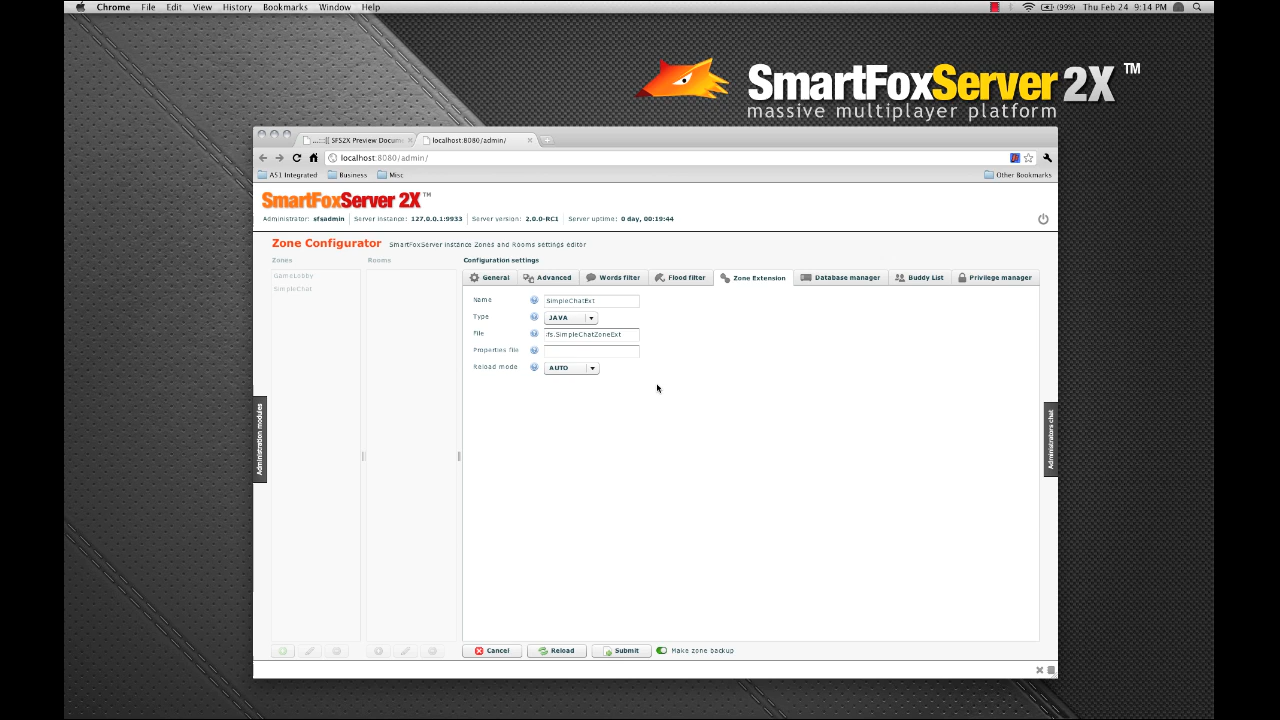 Chrome File Edit View History Bookmarks Window Help (99%) Thu Feb 24 9:14 PM
SmartFoxServer 2X ™
massive multiplayer platform
...:::[[ SFS2X Preview Docum localhost:8080/admin/
localhost:8080/admin/
A51 Integrated Business Misc Other Bookmarks
SmartFoxServer 2X ™
Administrator: sfsadmin Server instance: 127.0.0.1:9933 Server version: 2.0.0-RC1 Server uptime: 0 day, 00:19:44
Zone Configurator SmartFoxServer instance Zones and Rooms settings editor
Zones Rooms Configuration settings
GameLobby
SimpleChat
General Advanced Words filter Flood filter Zone Extension Database manager Buddy List Privilege manager
Name SimpleChatExt
Type JAVA
File fs.SimpleChatZoneExt
Properties file
Reload mode AUTO
Administration modules
Administrators chat
Cancel Reload Submit Make zone backup